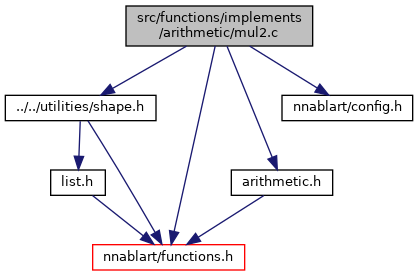 src/functions/implements
/arithmetic/mul2.c
../../utilities/shape.h
nnablart/config.h
list.h
arithmetic.h
nnablart/functions.h